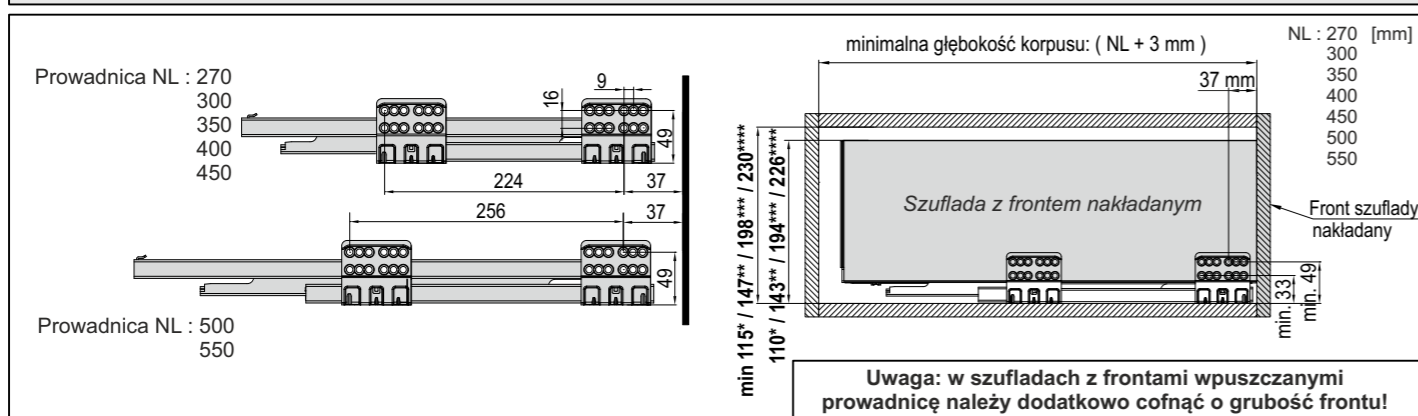 Prowadnica NL : 270
300
350
400
450
9
16
49
224
37
256
37
49
Prowadnica NL : 500
550
minimalna głębokość korpusu: ( NL + 3 mm )
NL : 270 [mm]
300
350
400
450
500
550
37 mm
min 115* / 147** / 198*** / 230****
110* / 143** / 194*** / 226****
Szuflada z frontem nakładanym
Front szuflady
nakładany
min. 33
min. 49
Uwaga: w szufladach z frontami wpuszczanymi
prowadnicę należy dodatkowo cofnąć o grubość frontu!